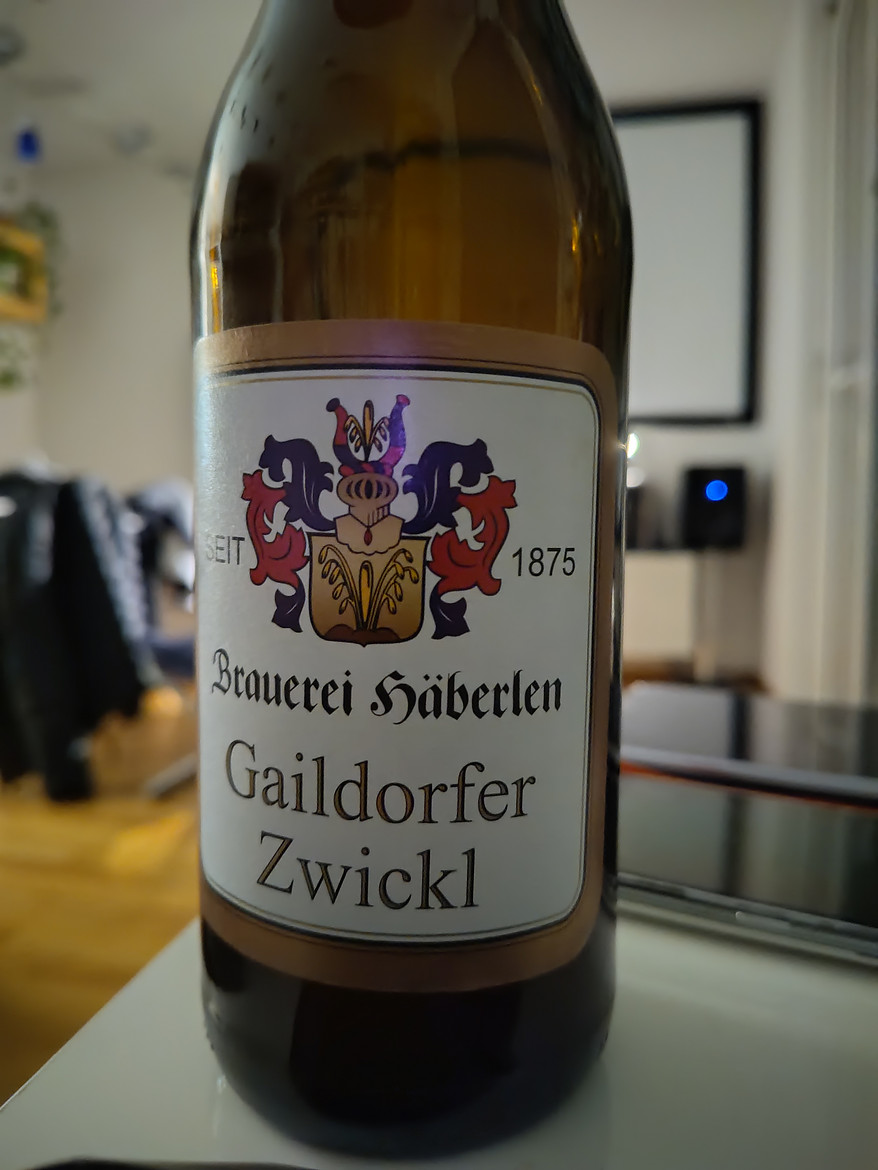 SEIT 1875
Brauerei Häberlen
Gaildorfer
Zwickl